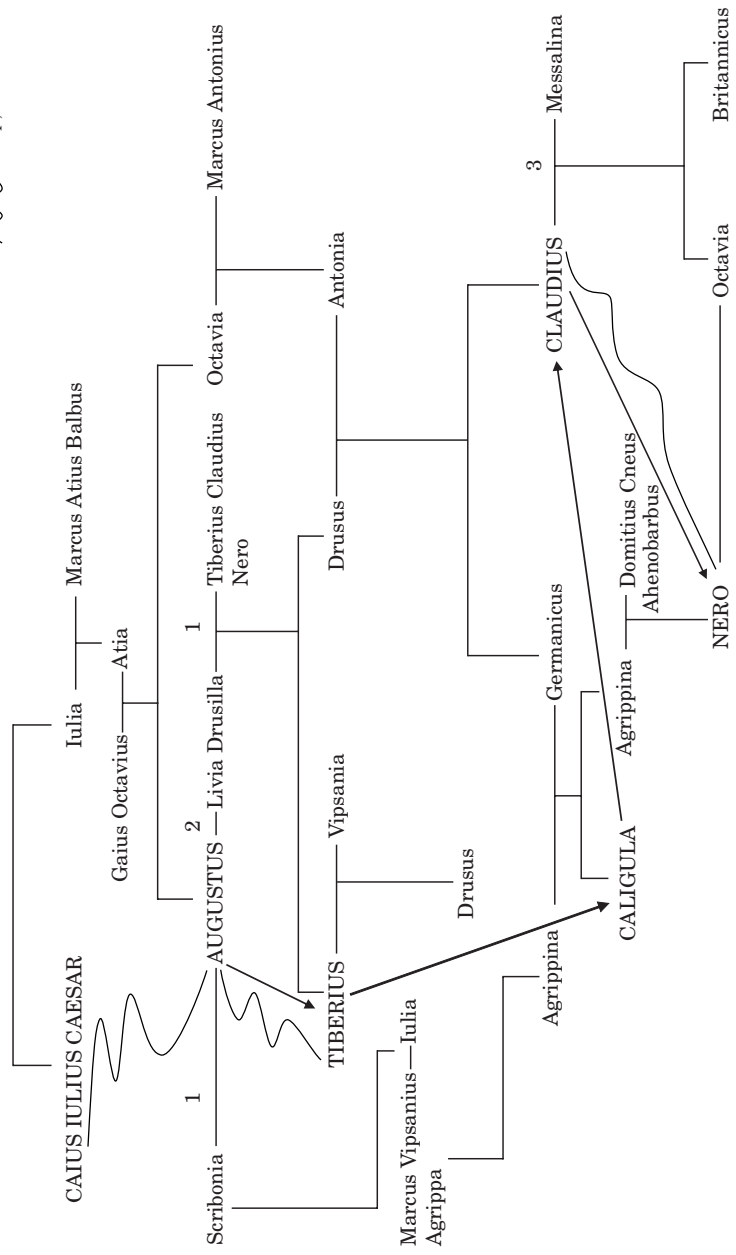 CAIUS IULIUS CAESAR
Iulia
Marcus Atius Balbus
Gaius Octavius
Atia
1
2
1
Scribonia
AUGUSTUS
Livia Drusilla
Tiberius Claudius
Nero
Octavia
Marcus Antonius
TIBERIUS
Vipsania
Drusus
Antonia
Marcus Vipsanius
Agrippa
Iulia
Drusus
3
Agrippina
Germanicus
CLAUDIUS
Messalina
CALIGULA
Agrippina
Domitius Cneus
Ahenobarbus
NERO
Octavia
Britannicus